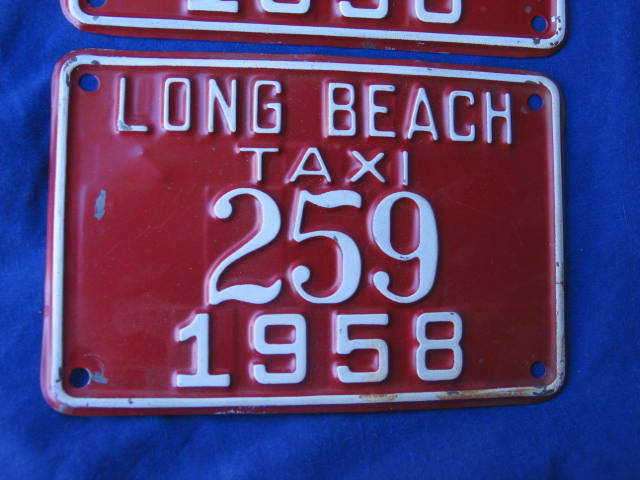 LONG BEACH
TAXI
259
1958